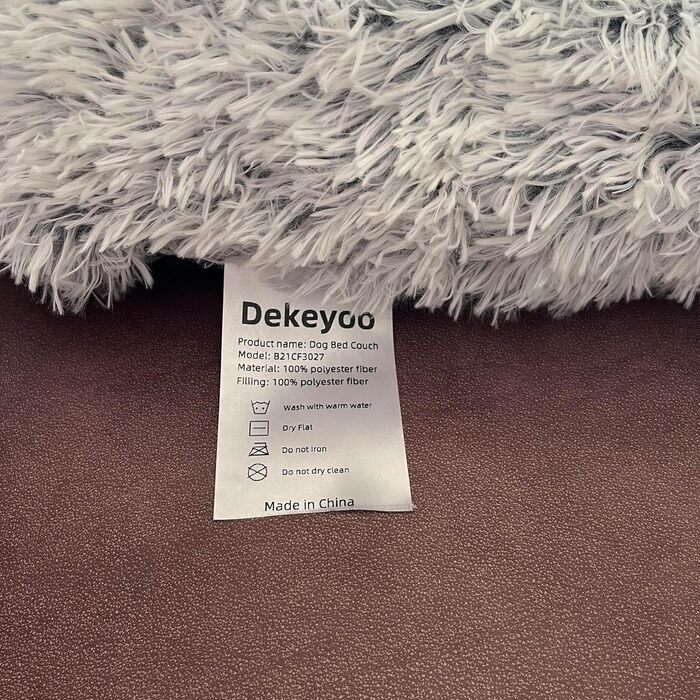 Dekeyoo
Product name: Dog Bed Couch
Model: B21CF3027
Material: 100% polyester fiber
Filling: 100% polyester fiber
Wash with warm water
Dry Flat
Do not iron
Do not dry clean
Made in China